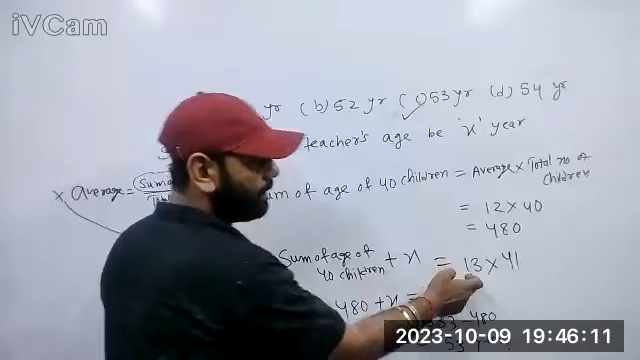 iVCam
yr (b) 52 yr (c) 53 yr (d) 54 yr
teacher's age be 'x' year
x Average = Sum of age of 40 children = Average × Total no of children
= 12 × 40
= 480
Sum of age of 40 children + x = 13 × 41
480 + x =
533 - 480
2023-10-09 19:46:11